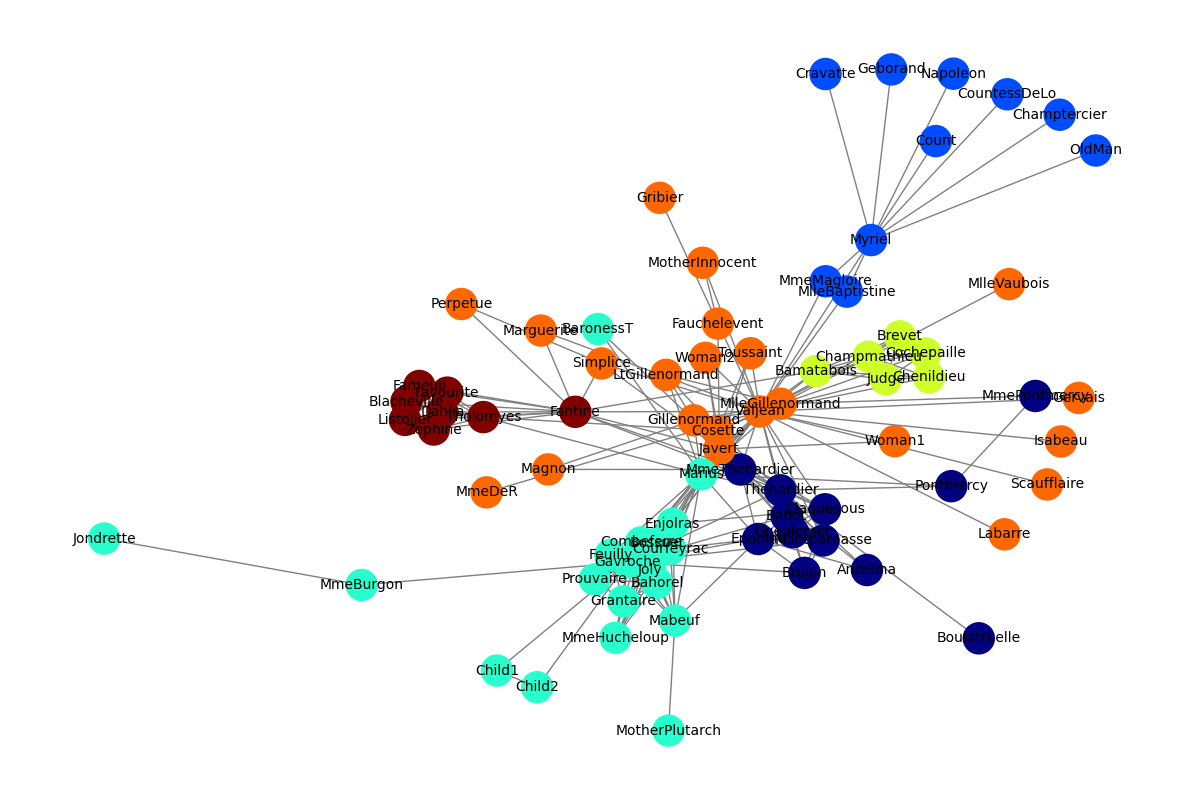 Cravatte
Geborand
Napoleon
CountessDeLo
Champtercier
Count
OldMan
Gribier
Myriel
MotherInnocent
MmeMagloire
MlleBaptistine
MlleVaubois
Perpetue
Marguerite
BaronessT
Fauchelevent
Brevet
Simplice
Woman2
Toussaint
Champmathieu
Cochepaille
LtGillenormand
Bamatabois
Judge
Chenildieu
Fameuil
Favourite
Blacheville
Dahlia
Listolier
Zephine
Tholomyes
Fantine
Gillenormand
MlleGillenormand
Valjean
MmePontmercy
Gervais
Cosette
Javert
Woman1
Isabeau
Magnon
Marius
MmeThenardier
MmeDeR
Thenardier
Pontmercy
Scaufflaire
Enjolras
Babet
Claquesous
Labarre
Jondrette
Combeferre
Bossuet
Courfeyrac
Eponine
Gueulemer
Montparnasse
Feuilly
Gavroche
Joly
Prouvaire
Bahorel
Brujon
Anzelma
MmeBurgon
Grantaire
Mabeuf
MmeHucheloup
Boulatruelle
Child1
Child2
MotherPlutarch